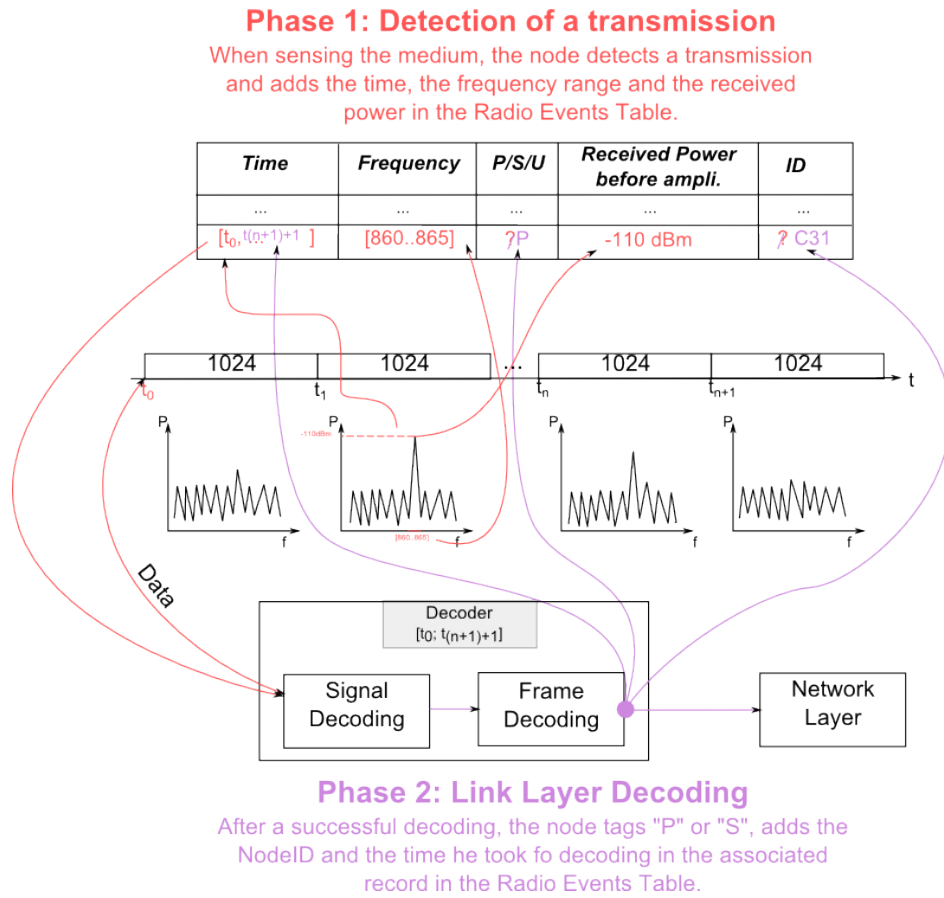 Phase 1: Detection of a transmission
When sensing the medium, the node detects a transmission
and adds the time, the frequency range and the received
power in the Radio Events Table.
Time Frequency P/S/U Received Power before ampli. ID
... ... ... ... ...
[t0, ... t(n+1)+1 ] [860..865] ?P -110 dBm ? C31
1024 1024 ... 1024 1024
t0 t1 tn tn+1 t
P P P P
-110dBm
[860..865]
f f f f
Data
Decoder
[t0; t(n+1)+1]
Signal
Decoding
Frame
Decoding
Network
Layer
Phase 2: Link Layer Decoding
After a successful decoding, the node tags "P" or "S", adds the
NodeID and the time he took fo decoding in the associated
record in the Radio Events Table.